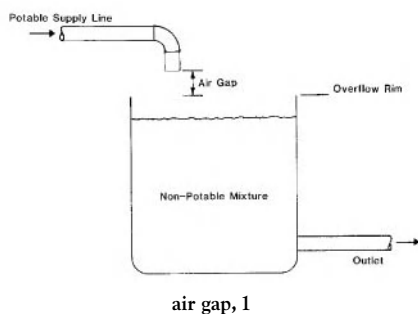 Potable Supply Line
Air Gap
Overflow Rim
Non-Potable Mixture
Outlet
air gap, 1